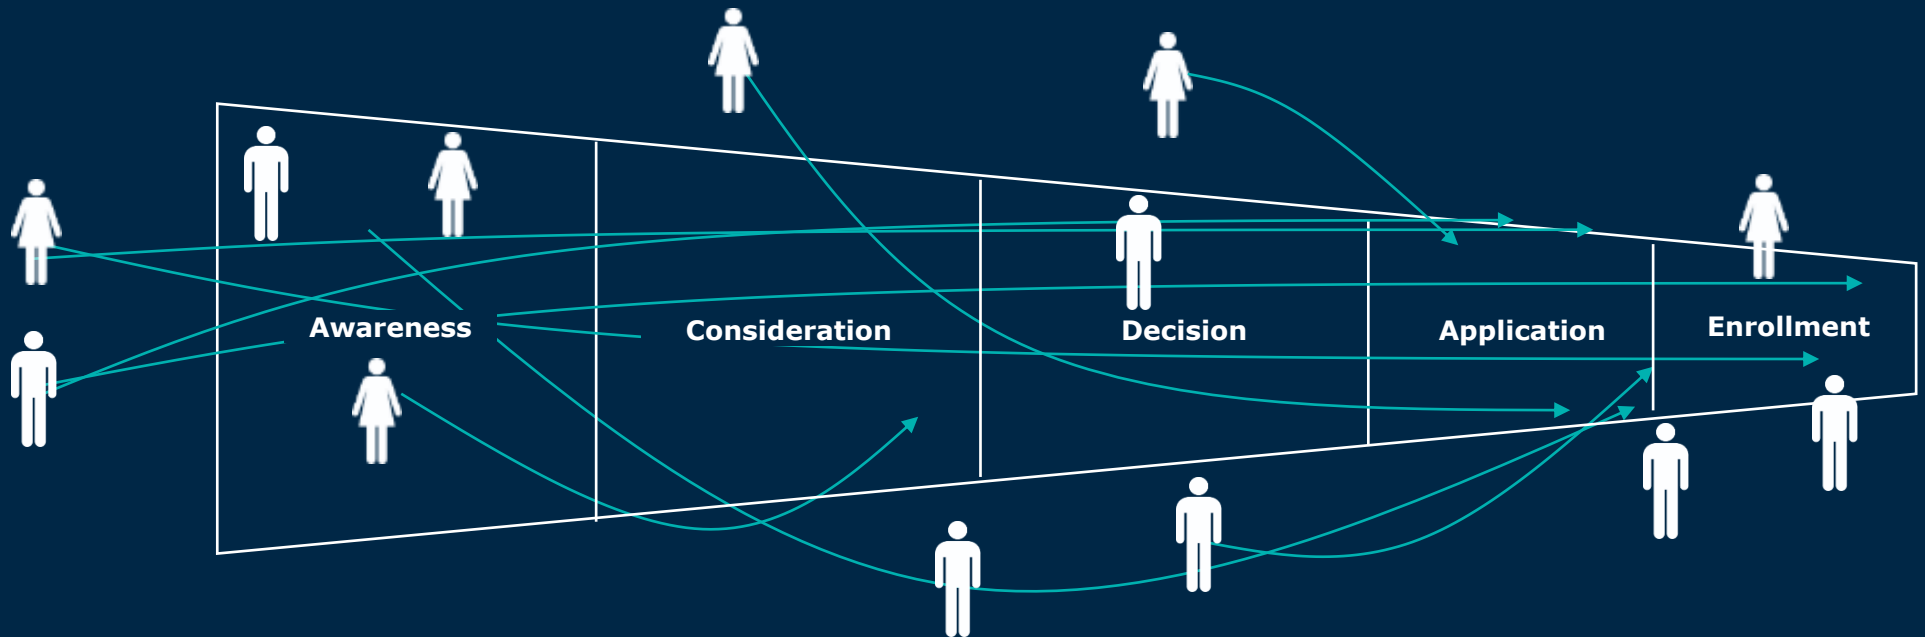 Awareness
Consideration
Decision
Application
Enrollment